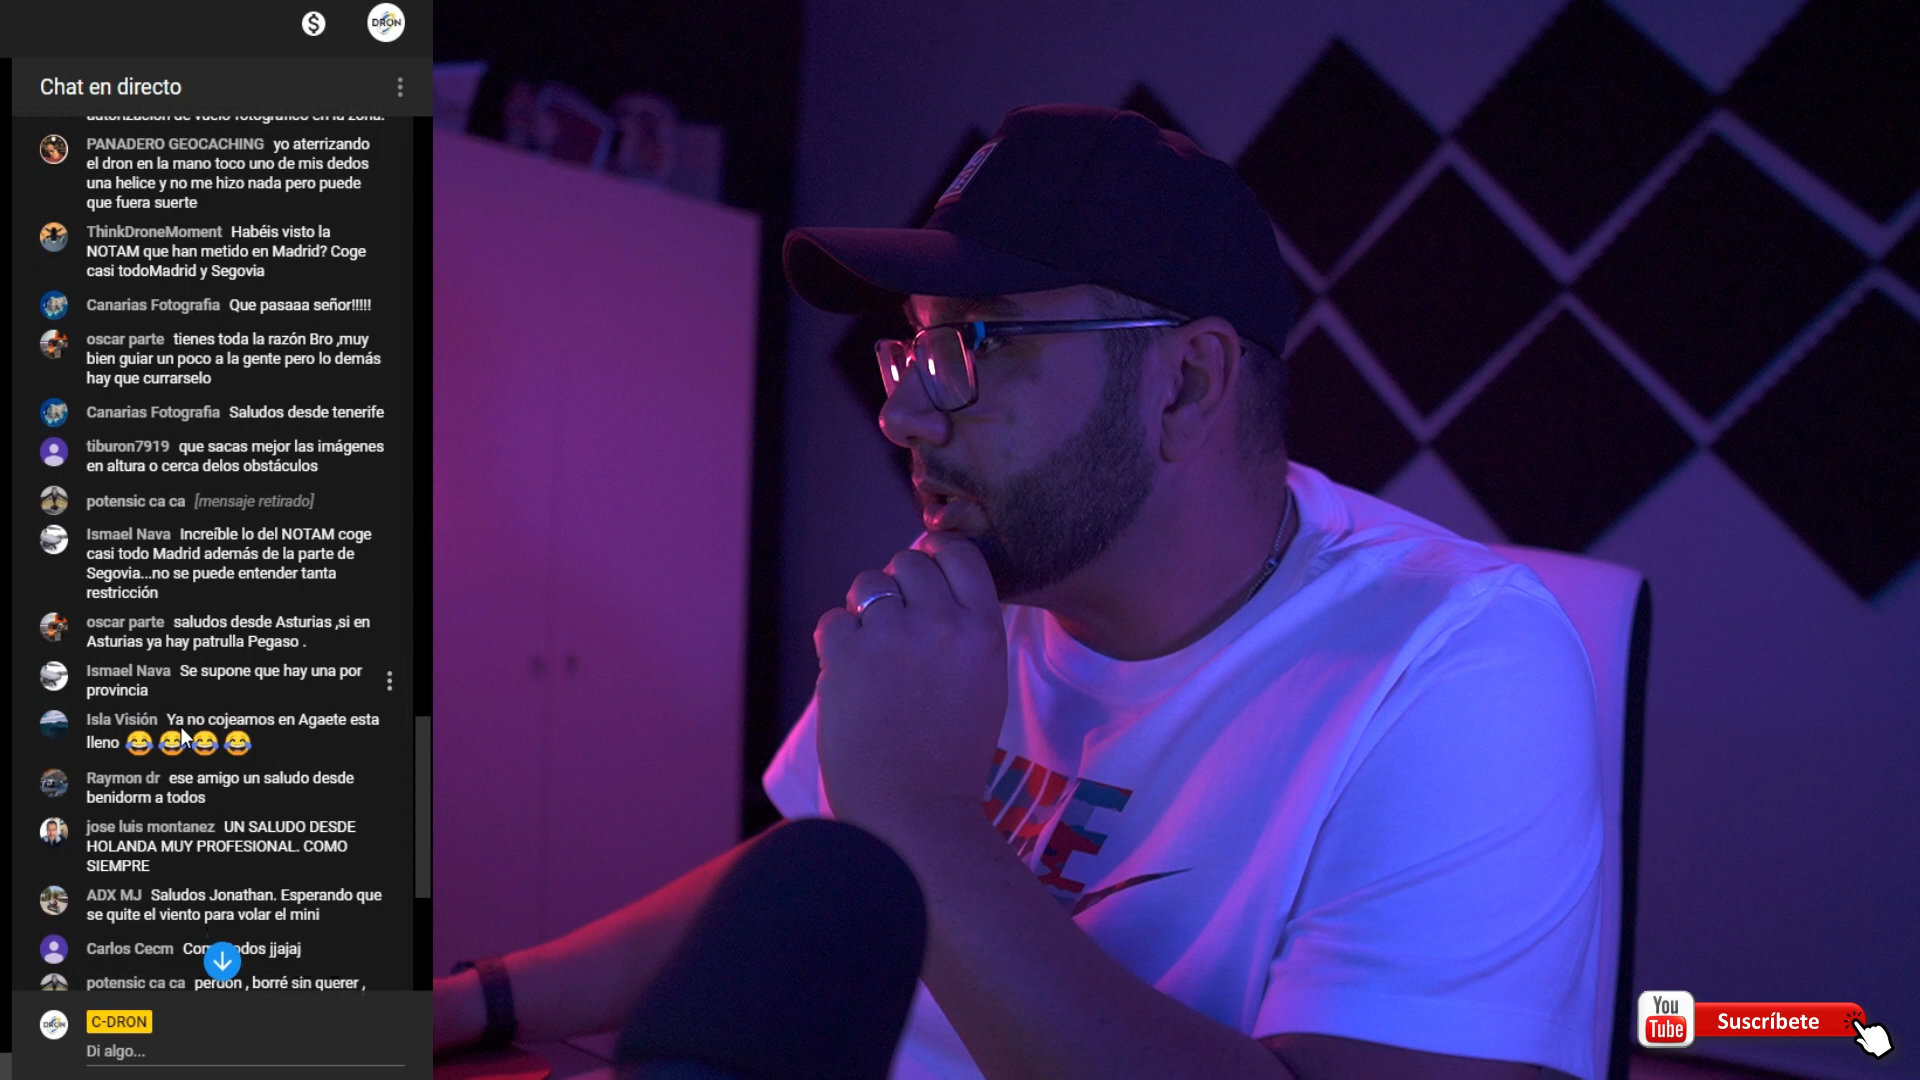 DRON
Chat en directo
autorización de vuelo fotográfico en la zona.
PANADERO GEOCACHING yo aterrizando
el dron en la mano toco uno de mis dedos
una helice y no me hizo nada pero puede
que fuera suerte
ThinkDroneMoment Habéis visto la
NOTAM que han metido en Madrid? Coge
casi todoMadrid y Segovia
Canarias Fotografia Que pasaaa señor!!!!!
oscar parte tienes toda la razón Bro ,muy
bien guiar un poco a la gente pero lo demás
hay que currarselo
Canarias Fotografia Saludos desde tenerife
tiburon7919 que sacas mejor las imágenes
en altura o cerca delos obstáculos
potensic ca ca [mensaje retirado]
Ismael Nava Increíble lo del NOTAM coge
casi todo Madrid además de la parte de
Segovia...no se puede entender tanta
restricción
oscar parte saludos desde Asturias ,si en
Asturias ya hay patrulla Pegaso .
Ismael Nava Se supone que hay una por
provincia
Isla Visión Ya no cojeamos en Agaete esta
lleno 😂😂😂😂
Raymon dr ese amigo un saludo desde
benidorm a todos
jose luis montanez UN SALUDO DESDE
HOLANDA MUY PROFESIONAL. COMO
SIEMPRE
ADX MJ Saludos Jonathan. Esperando que
se quite el viento para volar el mini
Carlos Cecm jjajaj
potensic ca ca perdón , borré sin querer ,
DRON
C-DRON
Di algo...
You
Tube
Suscríbete